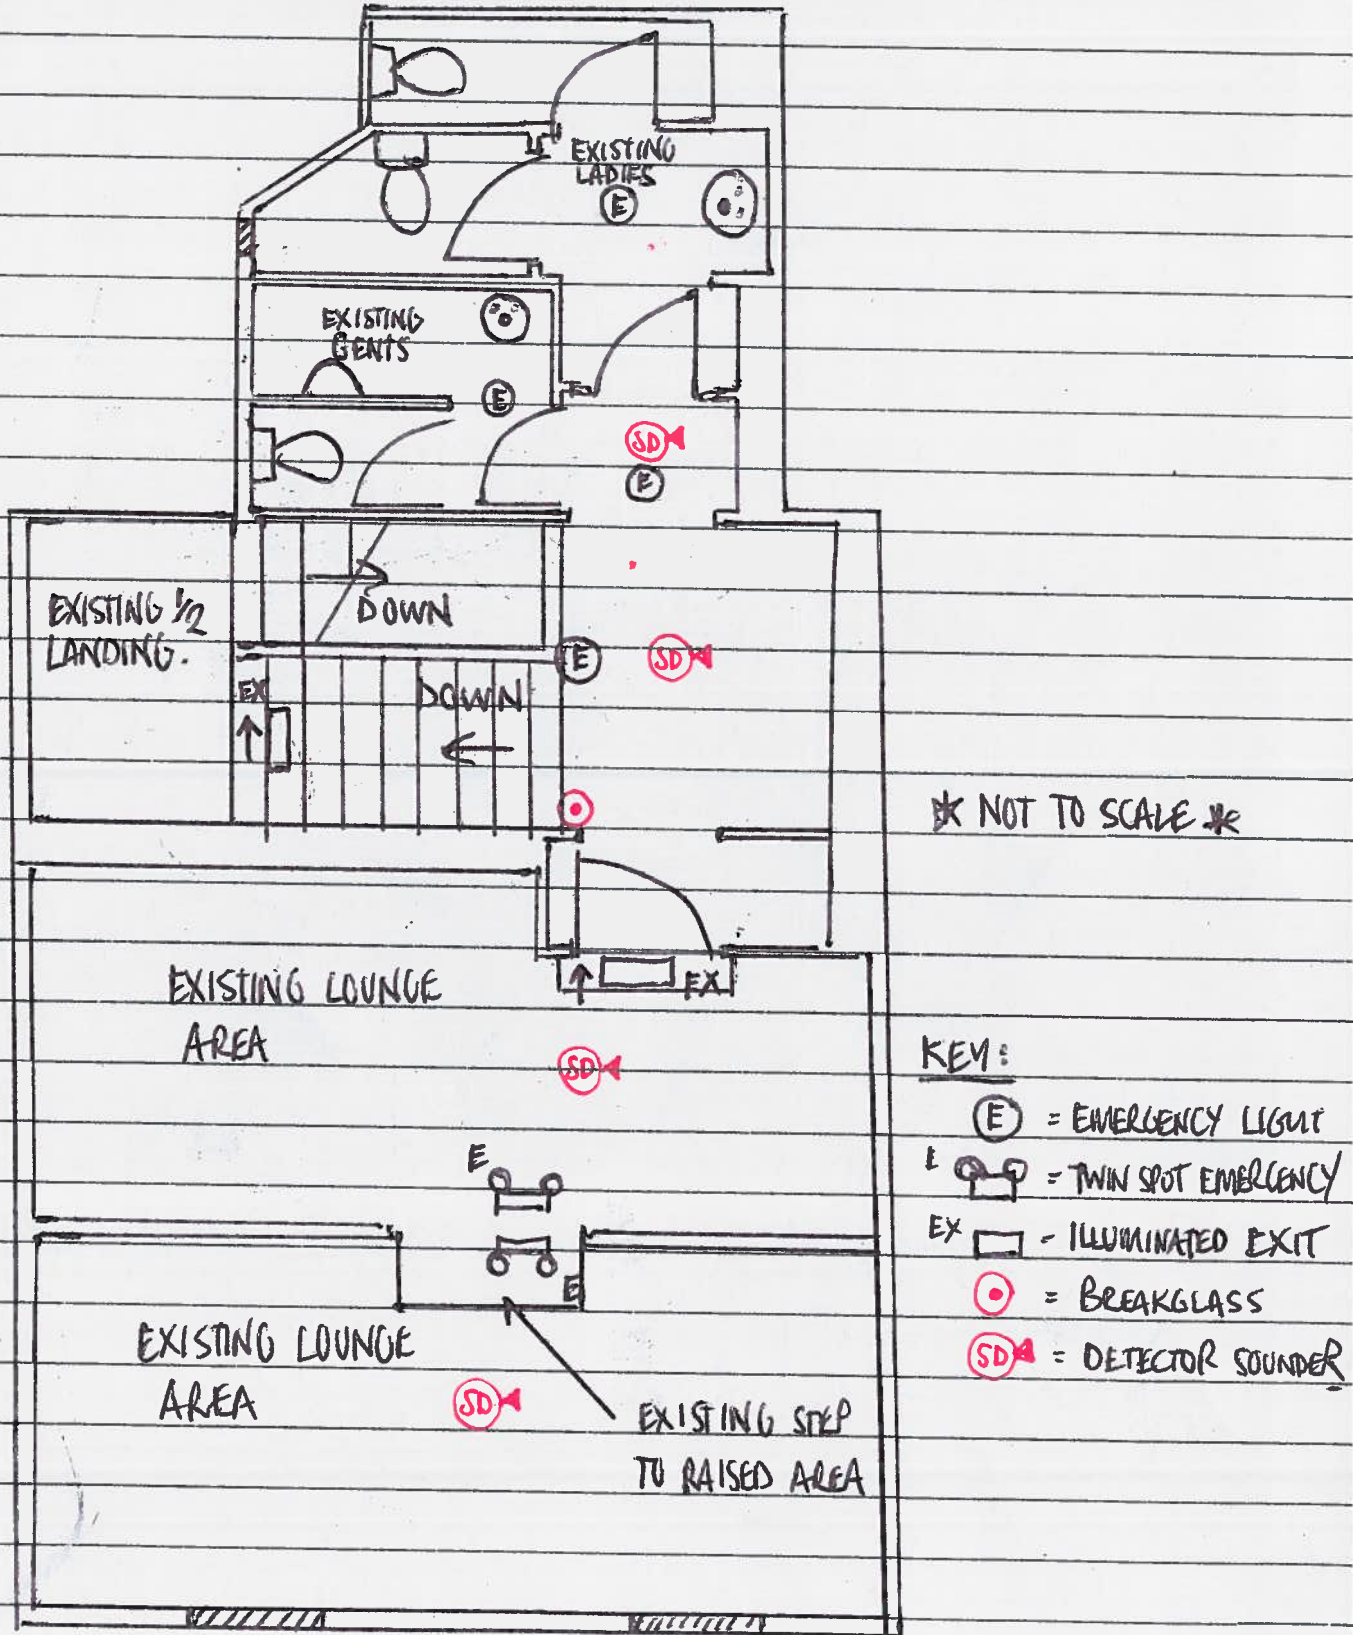 EXISTING
LADIES
E
EXISTING
GENTS
E
SD
E
EXISTING 1/2
LANDING.
DOWN
E
SD
EX
DOWN
* NOT TO SCALE *
EX
EXISTING LOUNGE
AREA
SD
KEY:
E = EMERGENCY LIGHT
E = TWIN SPOT EMERGENCY
EX - ILLUMINATED EXIT
= BREAKGLASS
SD = DETECTOR SOUNDER
E
E
EXISTING LOUNGE
AREA
SD
EXISTING STEP
TO RAISED AREA